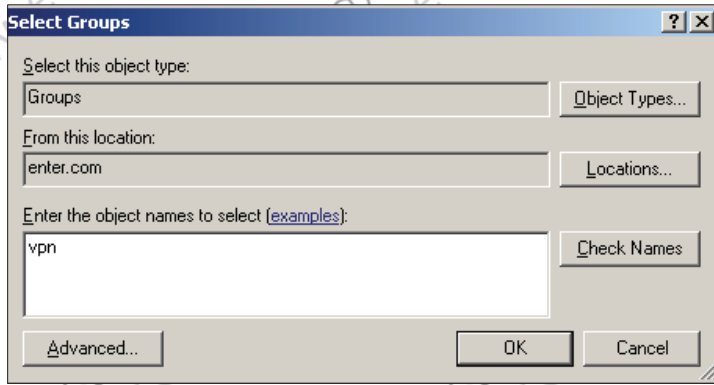 Select Groups
Select this object type:
Groups
Object Types...
From this location:
enter.com
Locations...
Enter the object names to select (examples):
vpn
Check Names
Advanced...
OK
Cancel